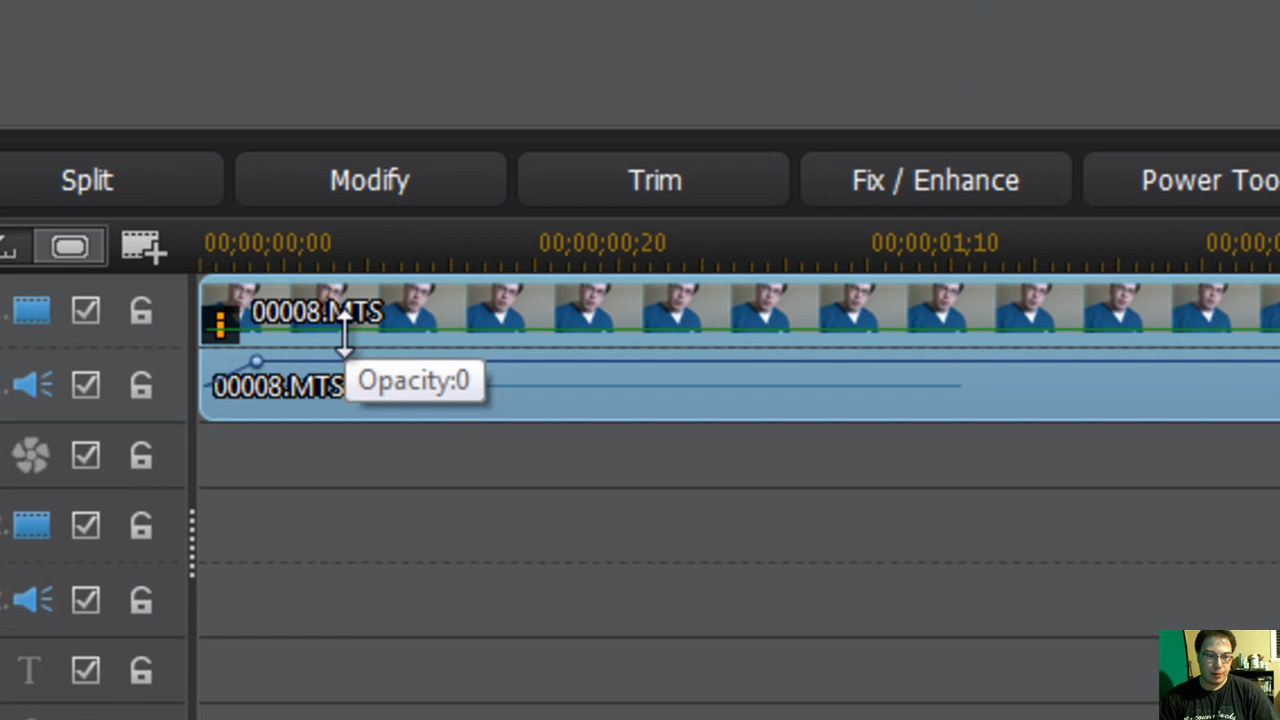 Split
Modify
Trim
Fix / Enhance
Power Too
00;00;00;00
00;00;00;20
00;00;01;10
00;00;0
00008.MTS
00008.MTS
Opacity:0
T